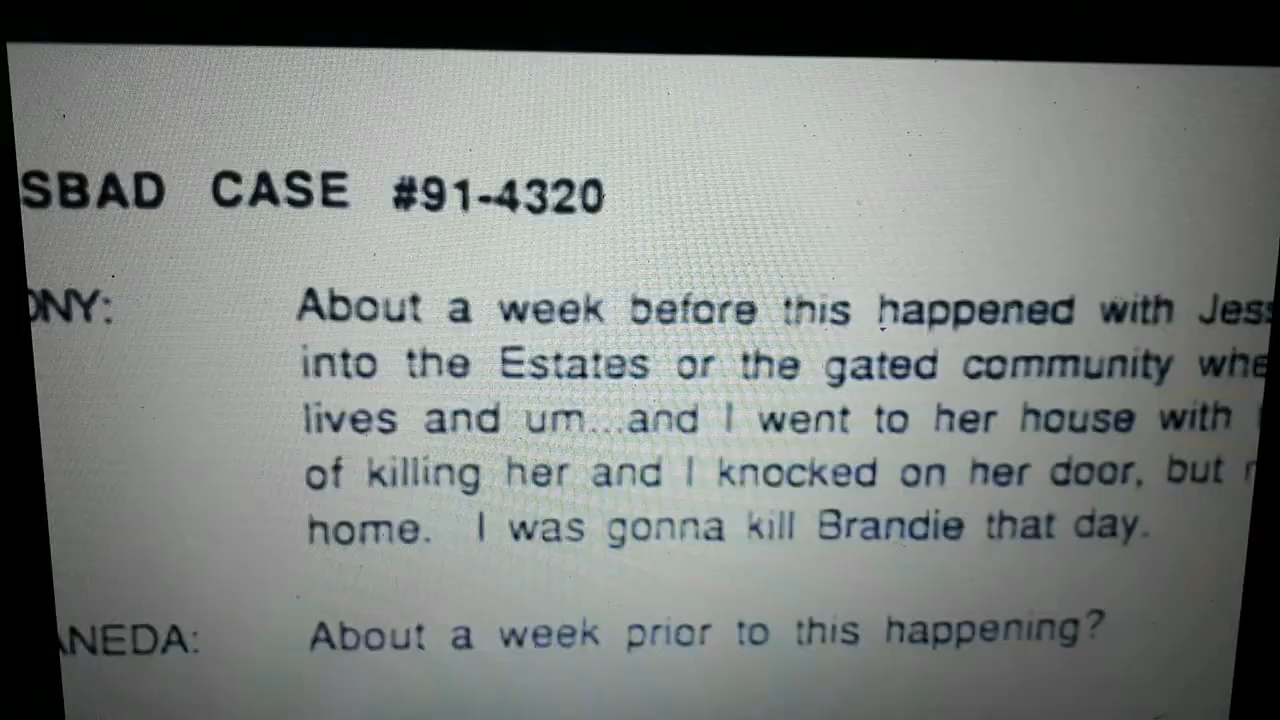 SBAD CASE #91-4320
ONY: About a week before this happened with Jess
into the Estates or the gated community whe
lives and um...and I went to her house with
of killing her and I knocked on her door, but
home. I was gonna kill Brandie that day.
ANEDA: About a week prior to this happening?